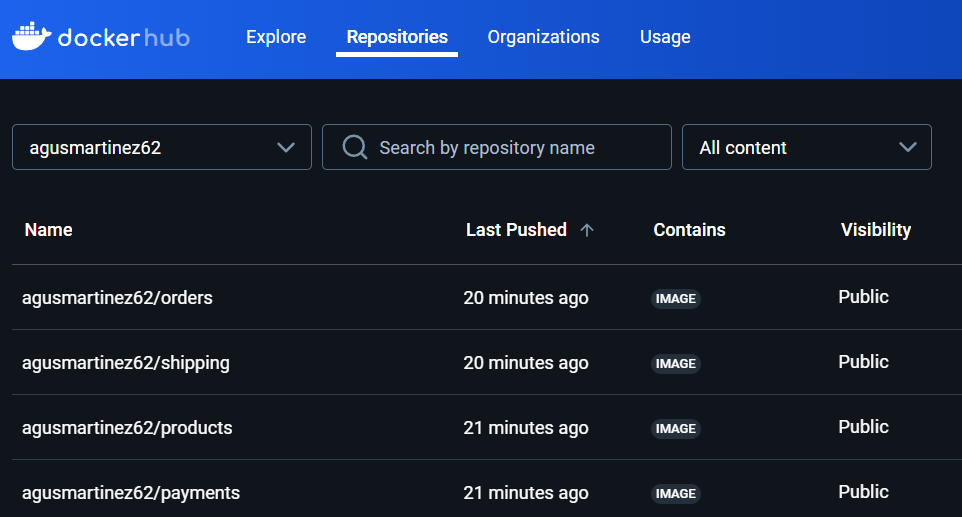 dockerhub Explore Repositories Organizations Usage
agusmartinez62 Search by repository name All content
Name Last Pushed Contains Visibility
agusmartinez62/orders 20 minutes ago IMAGE Public
agusmartinez62/shipping 20 minutes ago IMAGE Public
agusmartinez62/products 21 minutes ago IMAGE Public
agusmartinez62/payments 21 minutes ago IMAGE Public